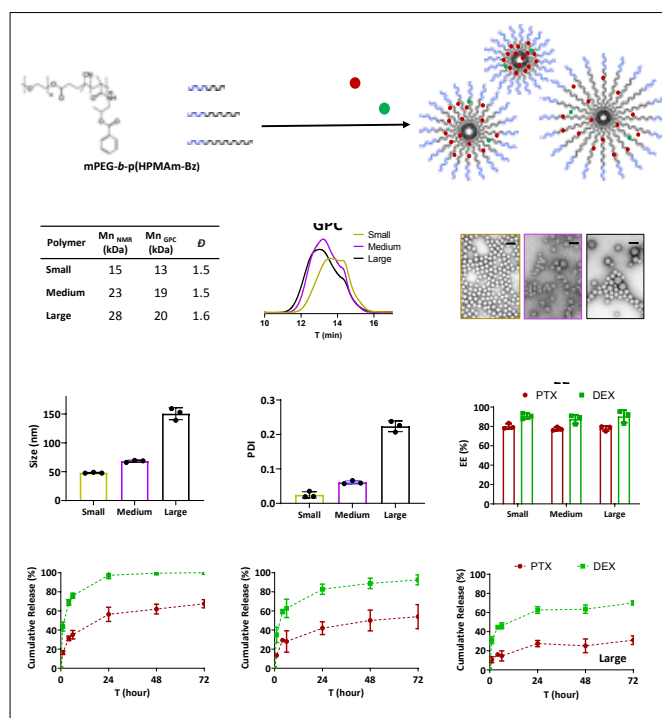 mPEG-b-p(HPMAm-Bz)
Polymer Mn NMR (kDa) Mn GPC (kDa) Đ
Small 15 13 1.5
Medium 23 19 1.5
Large 28 20 1.6
GPC
Small
Medium
Large
10 12 14 16
T (min)
Size (nm)
150
100
50
0
Small Medium Large
PDI
0.3
0.2
0.1
0.0
Small Medium Large
PTX DEX
EE (%)
100
80
60
40
20
0
Small Medium Large
Cumulative Release (%)
100
80
60
40
20
0
0 24 48 72
T (hour)
Cumulative Release (%)
100
80
60
40
20
0
0 24 48 72
T (hour)
PTX DEX
Cumulative Release (%)
100
80
60
40
20
0
0 24 48 72
Large
T (hour)